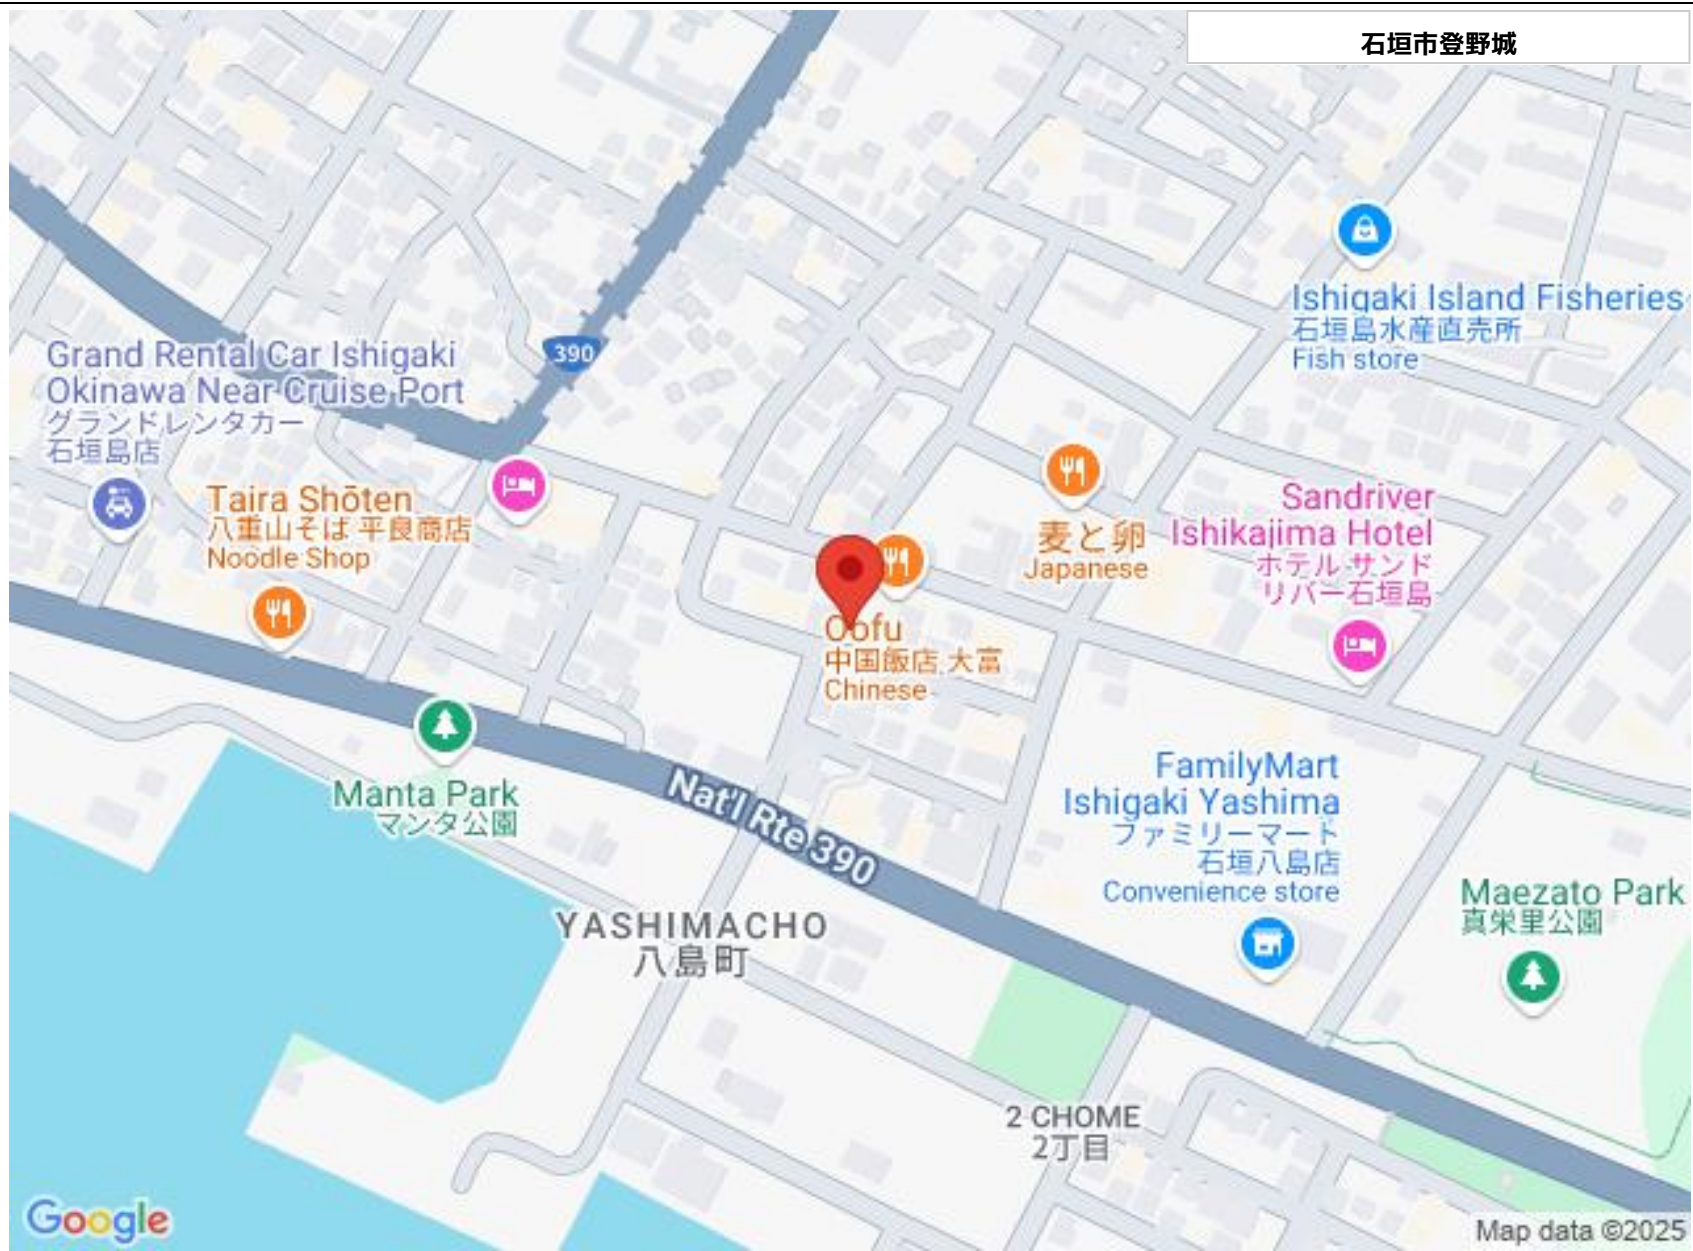 石垣市登野城
Ishigaki Island Fisheries
石垣島水産直売所
Fish store
390
Grand Rental Car Ishigaki
Okinawa Near Cruise Port
グランドレンタカー
石垣島店
Taira Shōten
八重山そば 平良商店
Noodle Shop
麦と卵
Japanese
Sandriver
Ishikajima Hotel
ホテル サンド
リバー石垣島
Oofu
中国飯店 大富
Chinese
Manta Park
マンタ公園
Nat'l Rte 390
FamilyMart
Ishigaki Yashima
ファミリーマート
石垣八島店
Convenience store
Maezato Park
真栄里公園
YASHIMACHO
八島町
2 CHOME
2丁目
Google
Map data ©2025